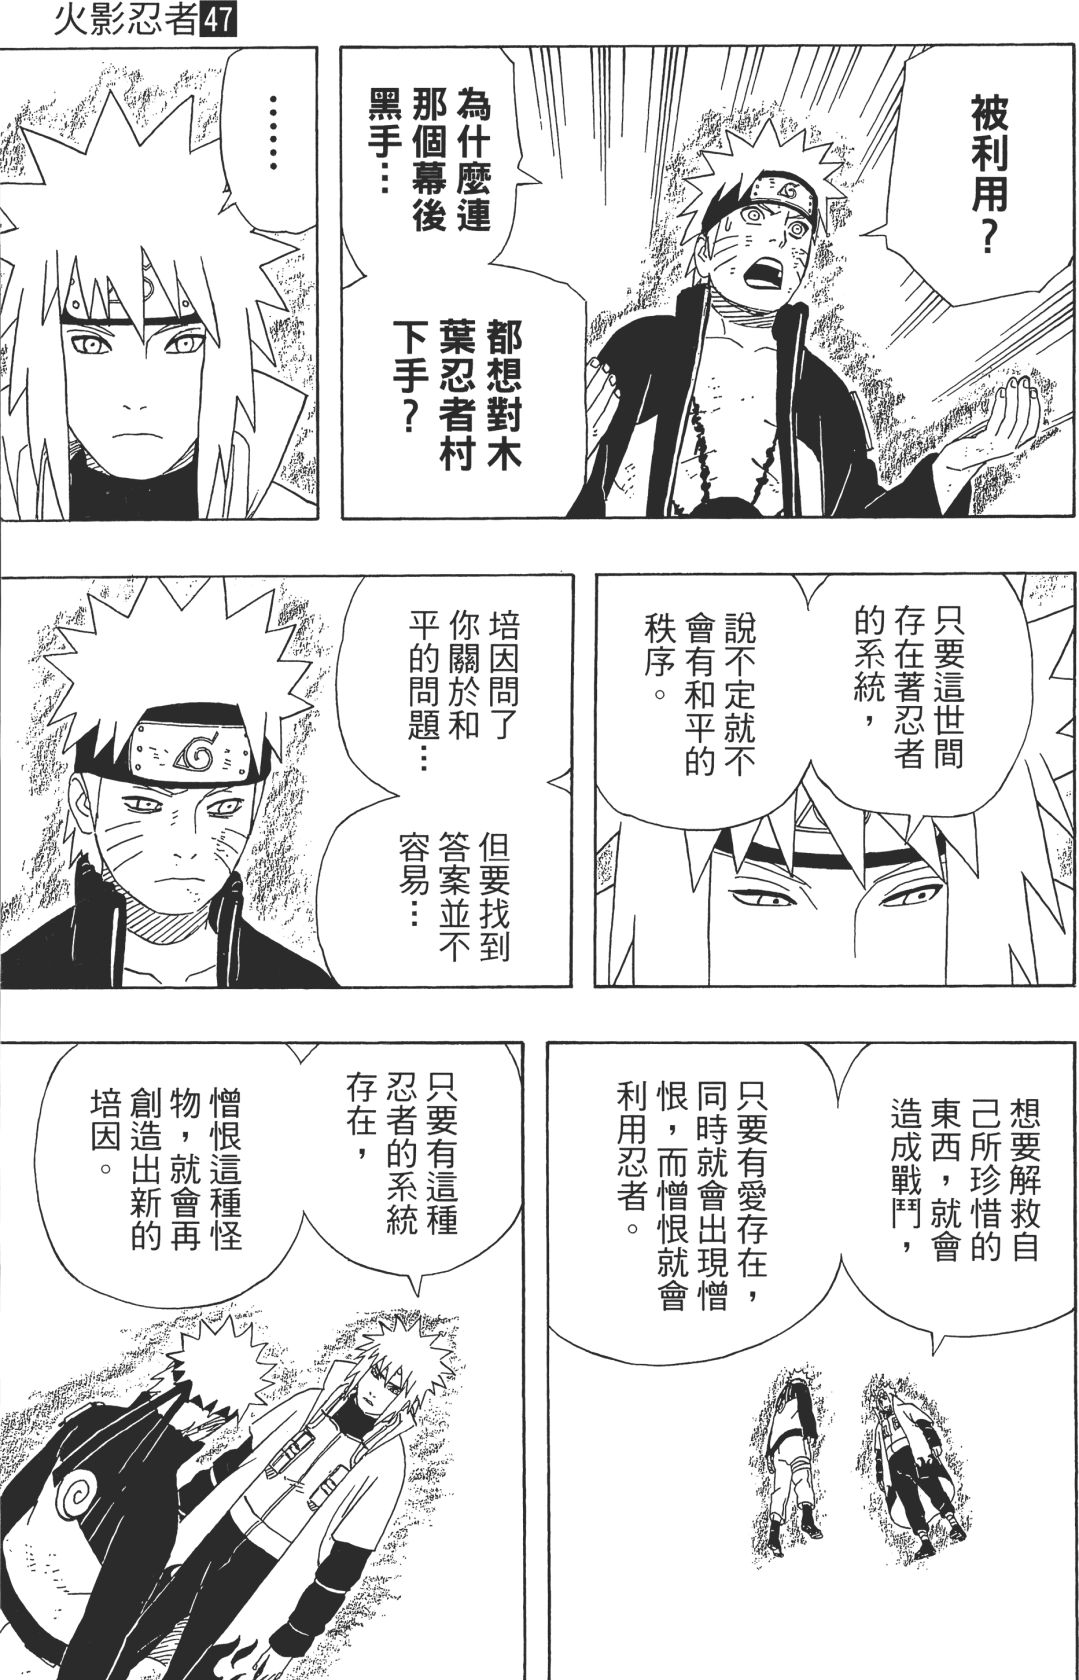 火影忍者47
被利用？
為什麼連
那個幕後
黑手…
都想對木
葉忍者村
下手？
……
只要這世間
存在著忍者
的系統，
說不定就不
會有和平的
秩序。
培因問了
你關於和
平的問題…
但要找到
答案並不
容易…
想要解救自
己所珍惜的
東西，就會
造成戰鬥，
只要有愛存在，
同時就會出現憎
恨，而憎恨就會
利用忍者。
只要有這種
忍者的系統
存在，
憎恨這種怪
物，就會再
創造出新的
培因。